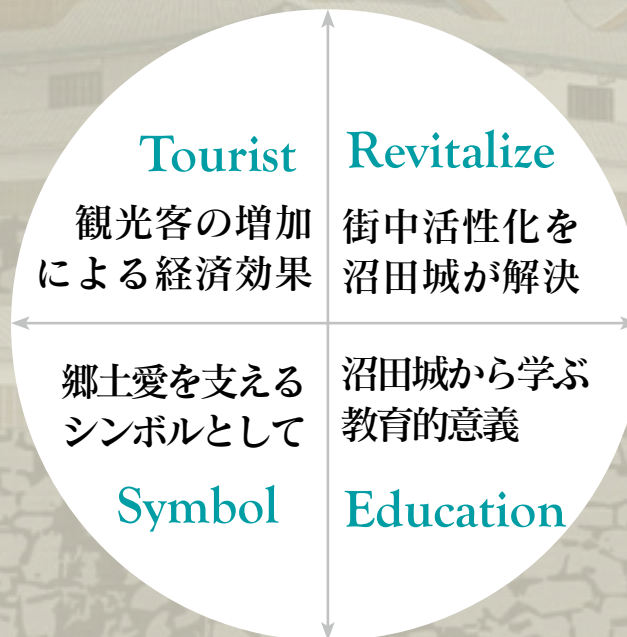 Tourist
観光客の増加
による経済効果
Revitalize
街中活性化を
沼田城が解決
郷土愛を支える
シンボルとして
Symbol
沼田城から学ぶ
教育的意義
Education